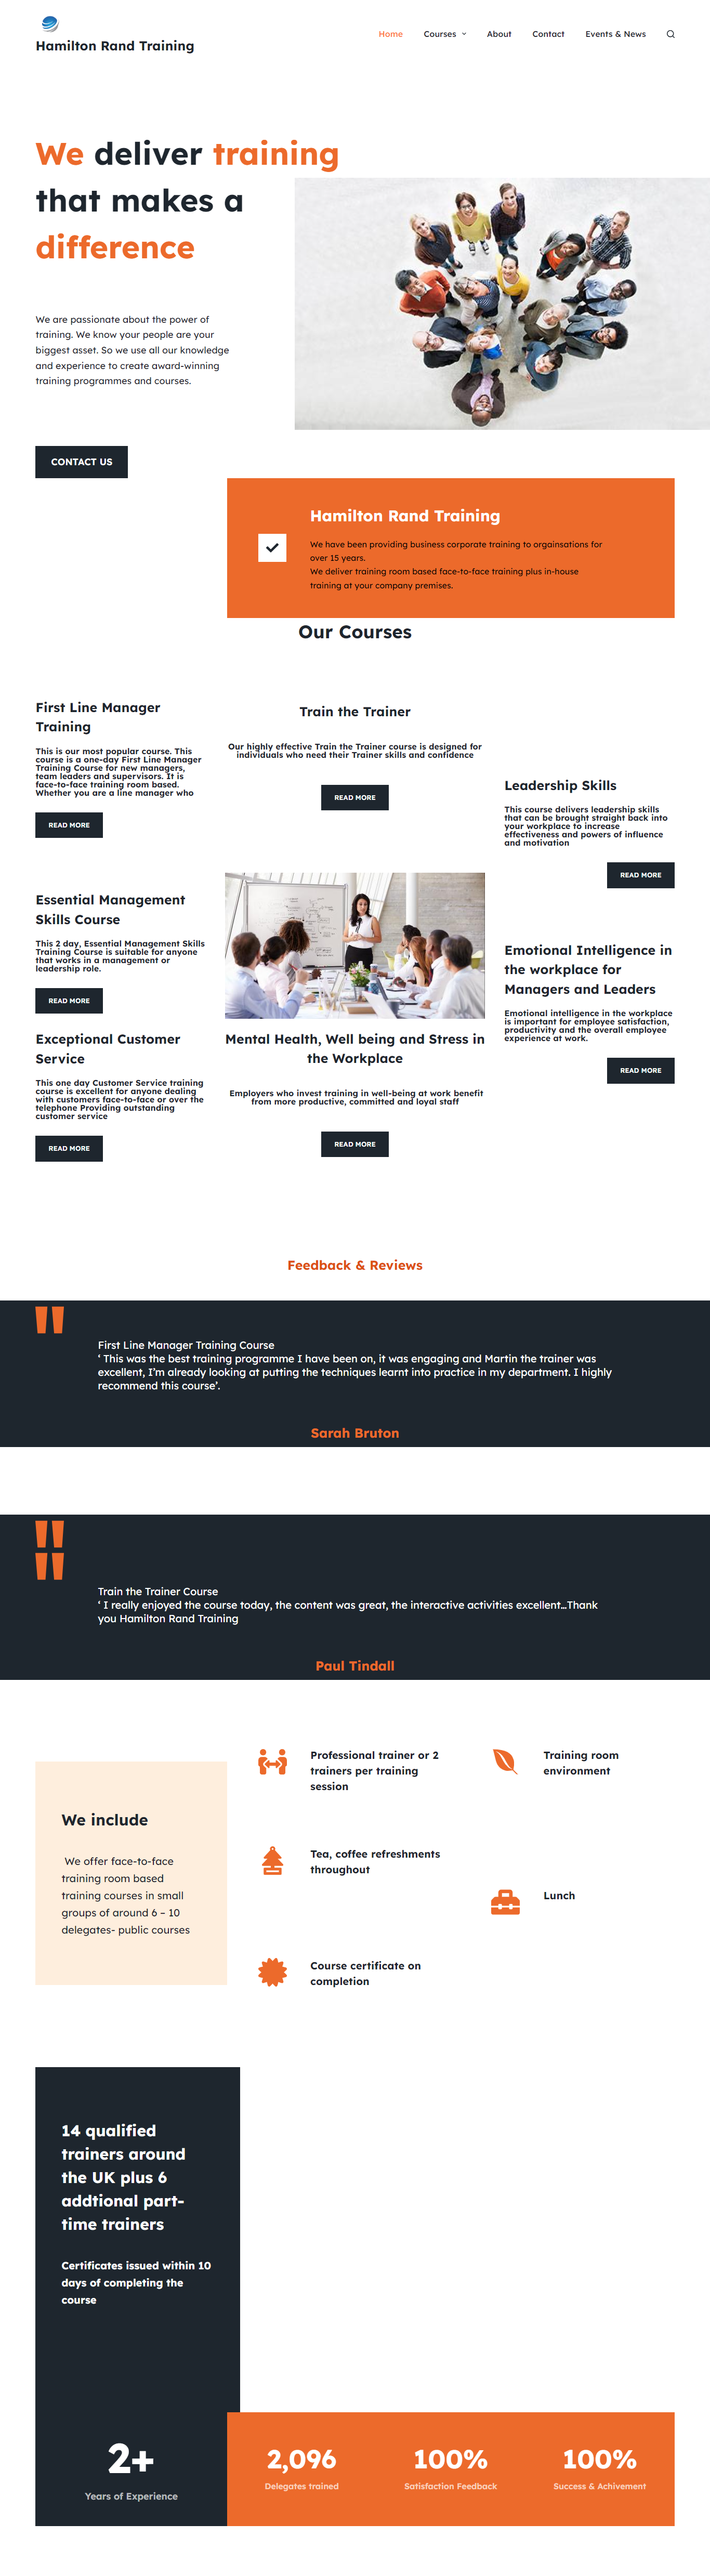 Hamilton Rand Training
Home
Courses
About
Contact
Events & News
We deliver training
that makes a
difference
We are passionate about the power of
training. We know your people are your
biggest asset. So we use all our knowledge
and experience to create award-winning
training programmes and courses.
CONTACT US
Hamilton Rand Training
We have been providing business corporate training to orgainsations for
over 15 years.
We deliver training room based face-to-face training plus in-house
training at your company premises.
Our Courses
First Line Manager
Training
This is our most popular course. This
course is a one-day First Line Manager
Training Course for new managers,
team leaders and supervisors. It is
face-to-face training room based.
Whether you are a line manager who
READ MORE
Train the Trainer
Our highly effective Train the Trainer course is designed for
individuals who need their Trainer skills and confidence
READ MORE
Leadership Skills
This course delivers leadership skills
that can be brought straight back into
your workplace to increase
effectiveness and powers of influence
and motivation
READ MORE
Essential Management
Skills Course
This 2 day, Essential Management Skills
Training Course is suitable for anyone
that works in a management or
leadership role.
READ MORE
Emotional Intelligence in
the workplace for
Managers and Leaders
Emotional intelligence in the workplace
is important for employee satisfaction,
productivity and the overall employee
experience at work.
READ MORE
Exceptional Customer
Service
This one day Customer Service training
course is excellent for anyone dealing
with customers face-to-face or over the
telephone Providing outstanding
customer service
READ MORE
Mental Health, Well being and Stress in
the Workplace
Employers who invest training in well-being at work benefit
from more productive, committed and loyal staff
READ MORE
Feedback & Reviews
"
First Line Manager Training Course
‘ This was the best training programme I have been on, it was engaging and Martin the trainer was
excellent, I’m already looking at putting the techniques learnt into practice in my department. I highly
recommend this course’.
Sarah Bruton
"
"
Train the Trainer Course
‘ I really enjoyed the course today, the content was great, the interactive activities excellent…Thank
you Hamilton Rand Training
Paul Tindall
We include
We offer face-to-face
training room based
training courses in small
groups of around 6 – 10
delegates- public courses
Professional trainer or 2
trainers per training
session
Training room
environment
Tea, coffee refreshments
throughout
Lunch
Course certificate on
completion
14 qualified
trainers around
the UK plus 6
addtional part-
time trainers
Certificates issued within 10
days of completing the
course
2+
Years of Experience
2,096
Delegates trained
100%
Satisfaction Feedback
100%
Success & Achivement